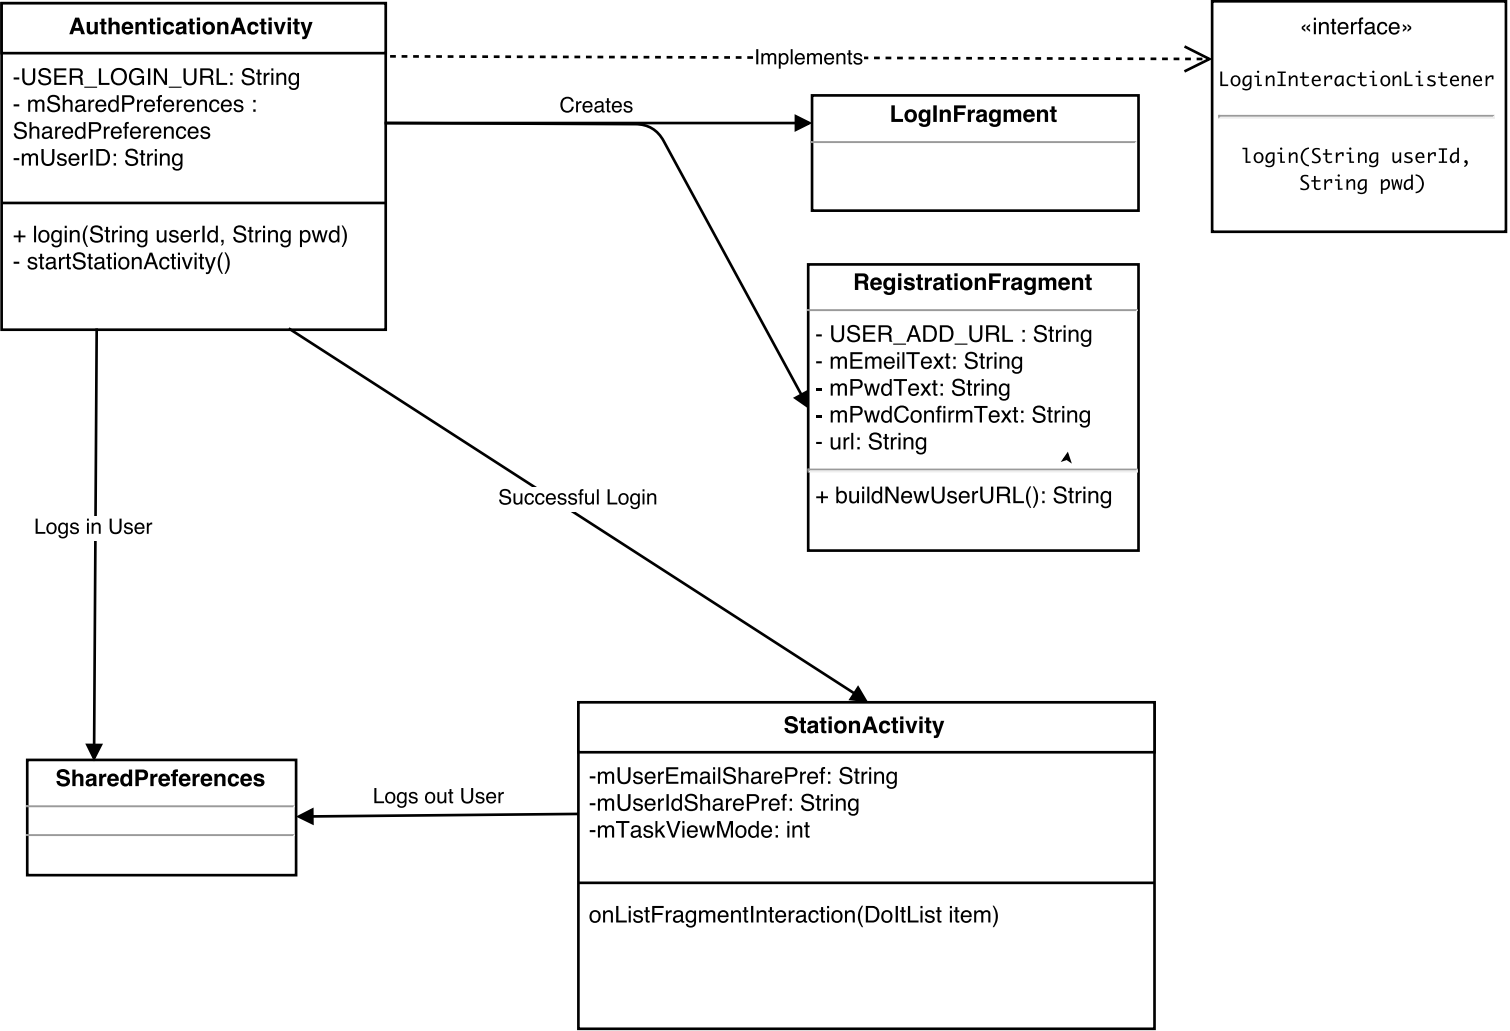 AuthenticationActivity
-USER_LOGIN_URL: String
- mSharedPreferences :
SharedPreferences
-mUserID: String
+ login(String userId, String pwd)
- startStationActivity()
Implements
«interface»
LoginInteractionListener
login(String userId,
String pwd)
Creates
LogInFragment
RegistrationFragment
- USER_ADD_URL : String
- mEmeilText: String
- mPwdText: String
- mPwdConfirmText: String
- url: String
+ buildNewUserURL(): String
Successful Login
Logs in User
StationActivity
-mUserEmailSharePref: String
-mUserIdSharePref: String
-mTaskViewMode: int
onListFragmentInteraction(DoItList item)
Logs out User
SharedPreferences